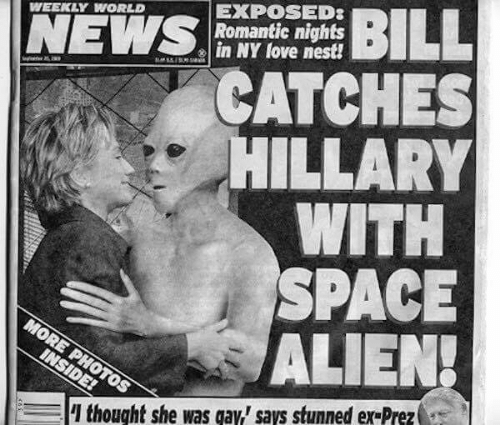 WEEKLY WORLD
NEWS
EXPOSED:
Romantic nights
in NY love nest!
BILL
CATCHES
HILLARY
WITH
SPACE
ALIEN!
MORE PHOTOS
INSIDE!
'I thought she was gay,' says stunned ex-Prez